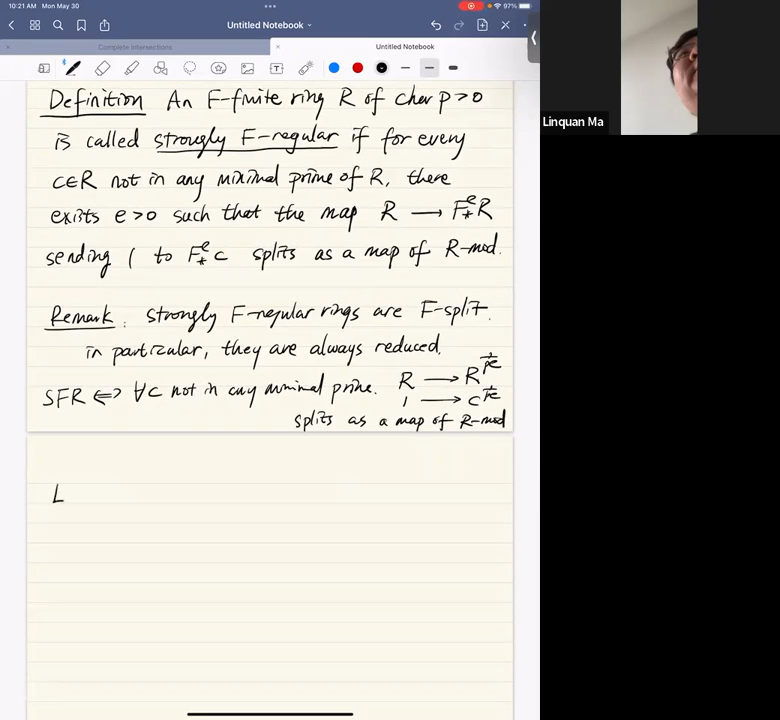 10:21 AM Mon May 30
97%
Untitled Notebook
Complete intersections
Untitled Notebook
Definition An F-finite ring R of char p>0
is called strongly F-regular if for every
c∈R not in any minimal prime of R, there
exists e>0 such that the map R → F_*^e R
sending 1 to F_*^e c splits as a map of R-mod.
Remark. Strongly F-regular rings are F-split.
in particular, they are always reduced.
SFR ⇔ ∀c not in any minimal prime. R → R^{1/p^e}
1 → c^{1/p^e}
splits as a map of R-mod
L
Linquan Ma